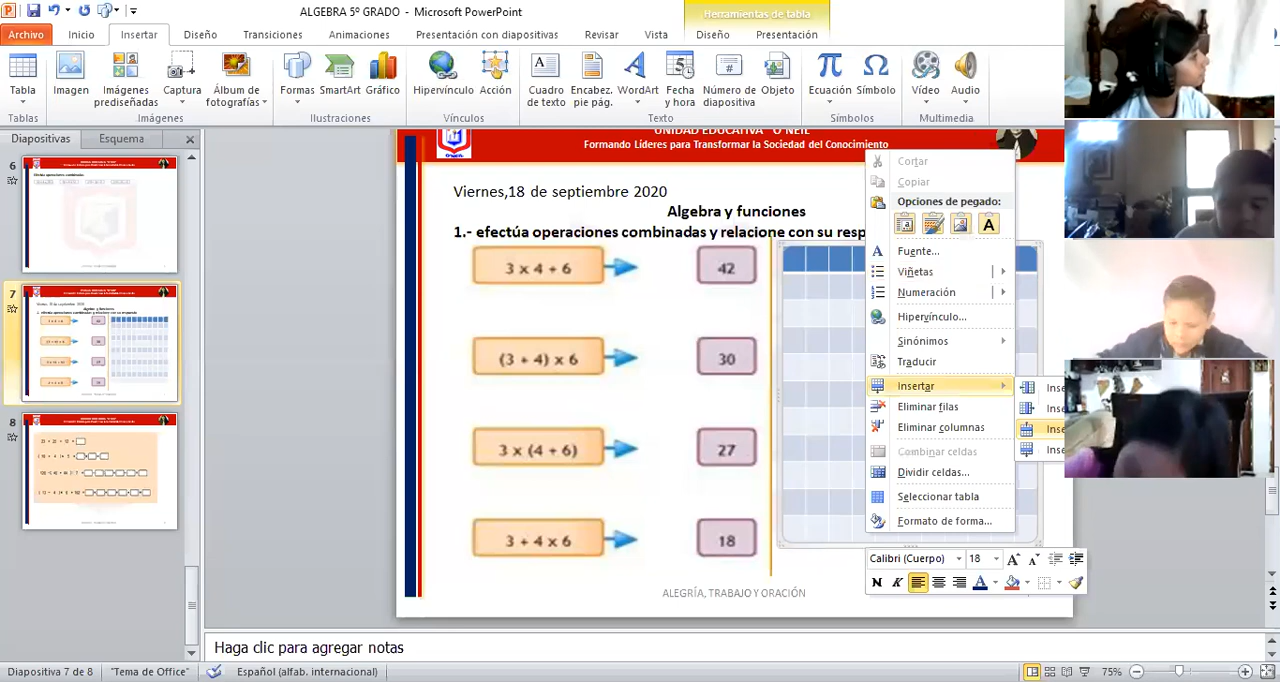 ALGEBRA 5º GRADO - Microsoft PowerPoint
Herramientas de tabla
Archivo Inicio Insertar Diseño Transiciones Animaciones Presentación con diapositivas Revisar Vista Diseño Presentación
Tabla Imagen Imágenes prediseñadas Captura Álbum de fotografías Formas SmartArt Gráfico Hipervínculo Acción Cuadro de texto Encabez. pie pág. WordArt Fecha y hora Número de diapositiva Objeto Ecuación Símbolo Vídeo Audio
Tablas Imágenes Ilustraciones Vínculos Texto Símbolos Multimedia
Diapositivas Esquema
6
7
8
UNIDAD EDUCATIVA "O'NEIL"
Formando Líderes para Transformar la Sociedad del Conocimiento
Viernes,18 de septiembre 2020
Algebra y funciones
1.- efectúa operaciones combinadas y relacione con su resp
3 x 4 + 6 42
(3 + 4) x 6 30
3 x (4 + 6) 27
3 + 4 x 6 18
ALEGRÍA, TRABAJO Y ORACIÓN
Cortar
Copiar
Opciones de pegado:
Fuente...
Viñetas
Numeración
Hipervínculo...
Sinónimos
Traducir
Insertar
Eliminar filas
Eliminar columnas
Combinar celdas
Dividir celdas...
Seleccionar tabla
Formato de forma...
Inse
Inse
Inse
Inse
Calibri (Cuerpo) 18
N K A
Haga clic para agregar notas
Diapositiva 7 de 8 "Tema de Office" Español (alfab. internacional) 75%